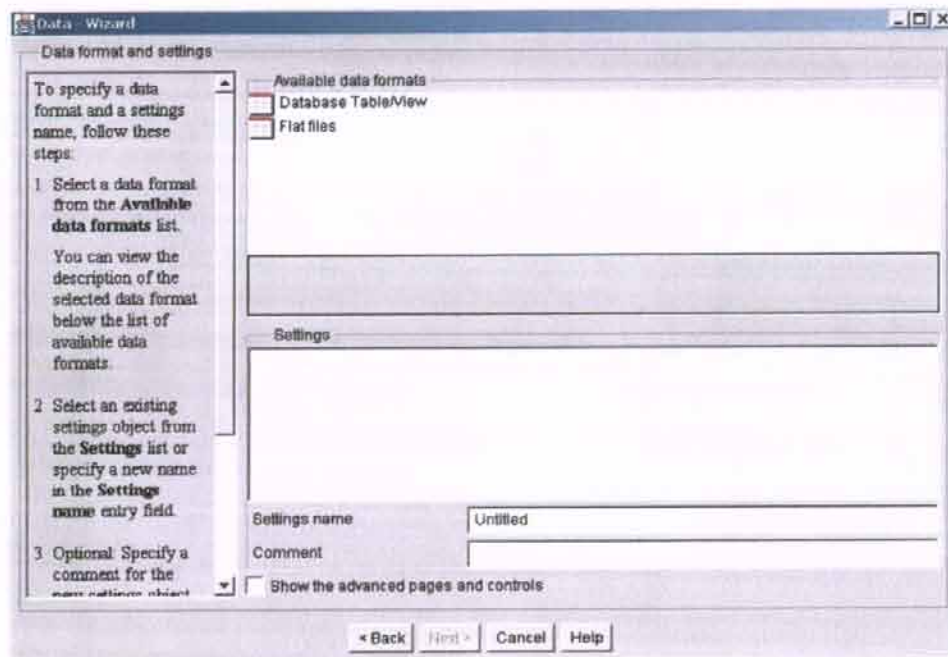 Data - Wizard
Data format and settings
To specify a data
format and a settings
name, follow these
steps:
1 Select a data format
from the Available
data formats list.
You can view the
description of the
selected data format
below the list of
available data
formats.
2 Select an existing
settings object from
the Settings list or
specify a new name
in the Settings
name entry field.
3 Optional: Specify a
comment for the
new settings object
Available data formats
Database Table/View
Flat files
Settings
Settings name
Untitled
Comment
Show the advanced pages and controls
< Back
Next >
Cancel
Help